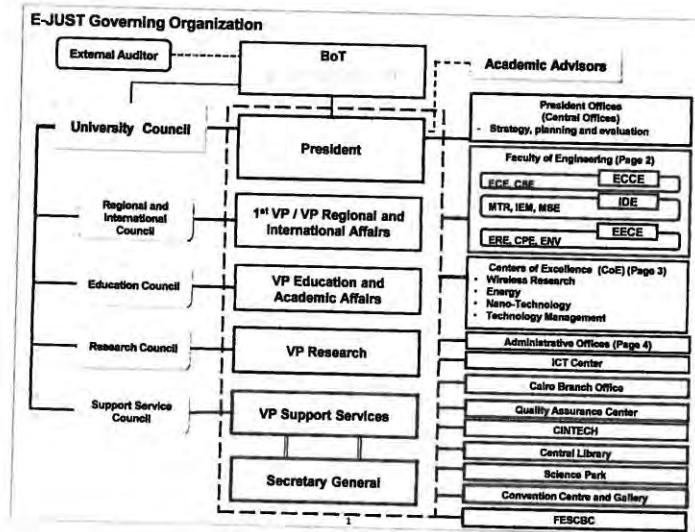 E-JUST Governing Organization
External Auditor
BoT
Academic Advisors
University Council
President
President Offices
(Central Offices)
- Strategy, planning and evaluation
Faculty of Engineering (Page 2)
ECCE
ECE, CSE
IDE
MTR, IEM, MSE
EECE
ERE, CPE, ENV
Regional and
International
Council
1st VP / VP Regional and
International Affairs
Centers of Excellence (CoE) (Page 3)
• Wireless Research
• Energy
• Nano-Technology
• Technology Management
Education Council
VP Education and
Academic Affairs
Research Council
VP Research
Administrative Offices (Page 4)
ICT Center
Cairo Branch Office
Support Service
Council
VP Support Services
Quality Assurance Center
CINTECH
Central Library
Secretary General
Science Park
Convention Centre and Gallery
FESCBC
1